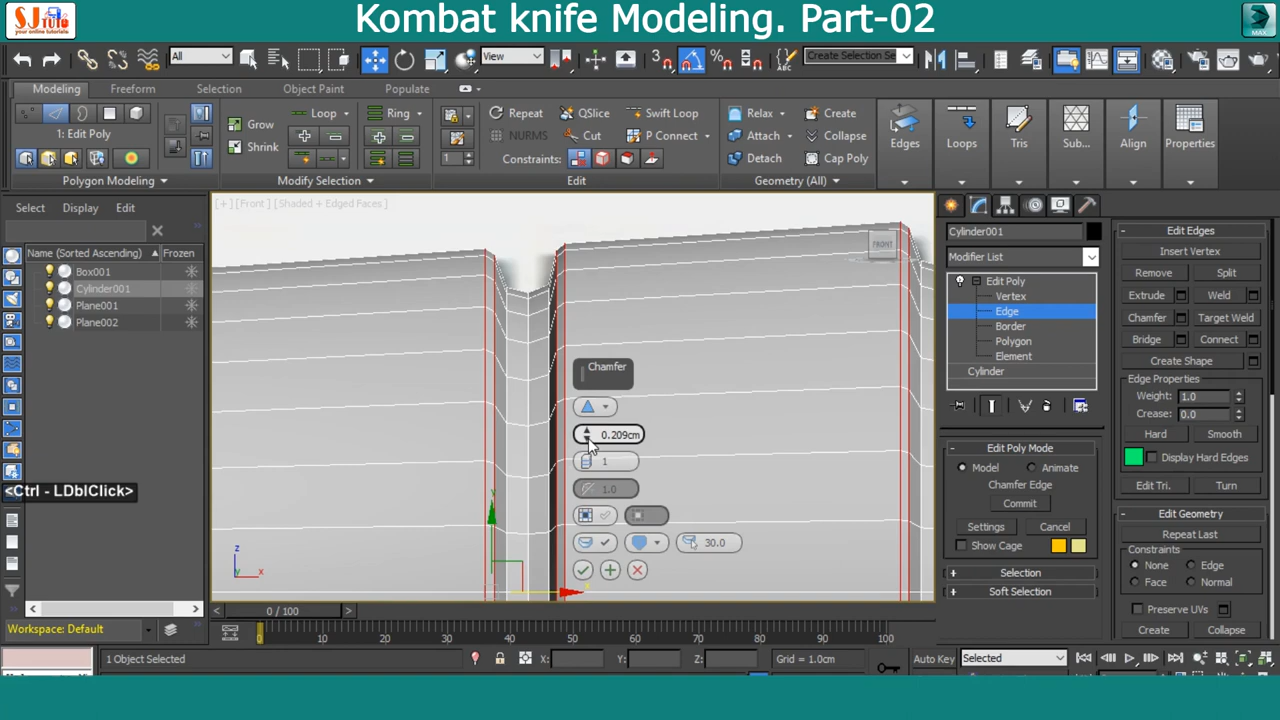 SJ TUTO
your online tutorials.
Kombat knife Modeling. Part-02
MAX
All
View
3
Create Selection Se
Modeling
Freeform
Selection
Object Paint
Populate
1: Edit Poly
Polygon Modeling
Grow
Shrink
Loop
Ring
Modify Selection
1
Repeat
QSlice
Swift Loop
NURMS
Cut
P Connect
Constraints:
Edit
Relax
Create
Attach
Collapse
Detach
Cap Poly
Geometry (All)
Edges
Loops
Tris
Sub...
Align
Properties
Select
Display
Edit
Name (Sorted Ascending)
Frozen
Box001
Cylinder001
Plane001
Plane002
<Ctrl - LDblClick>
[+] [Front] [Shaded + Edged Faces]
FRONT
Chamfer
0.209cm
1
1.0
30.0
z
x
y
Cylinder001
Modifier List
Edit Poly
Vertex
Edge
Border
Polygon
Element
Cylinder
Edit Poly Mode
Model
Animate
Chamfer Edge
Commit
Settings
Cancel
Show Cage
Selection
Soft Selection
Edit Edges
Insert Vertex
Remove
Split
Extrude
Weld
Chamfer
Target Weld
Bridge
Connect
Create Shape
Edge Properties
Weight: 1.0
Crease: 0.0
Hard
Smooth
Display Hard Edges
Edit Tri.
Turn
Edit Geometry
Repeat Last
Constraints
None
Edge
Face
Normal
Preserve UVs
Create
Collapse
0 / 100
Workspace: Default
0
10
20
30
40
50
60
70
80
90
100
1 Object Selected
X:
Y:
Z:
Grid = 1.0cm
Auto Key
Selected